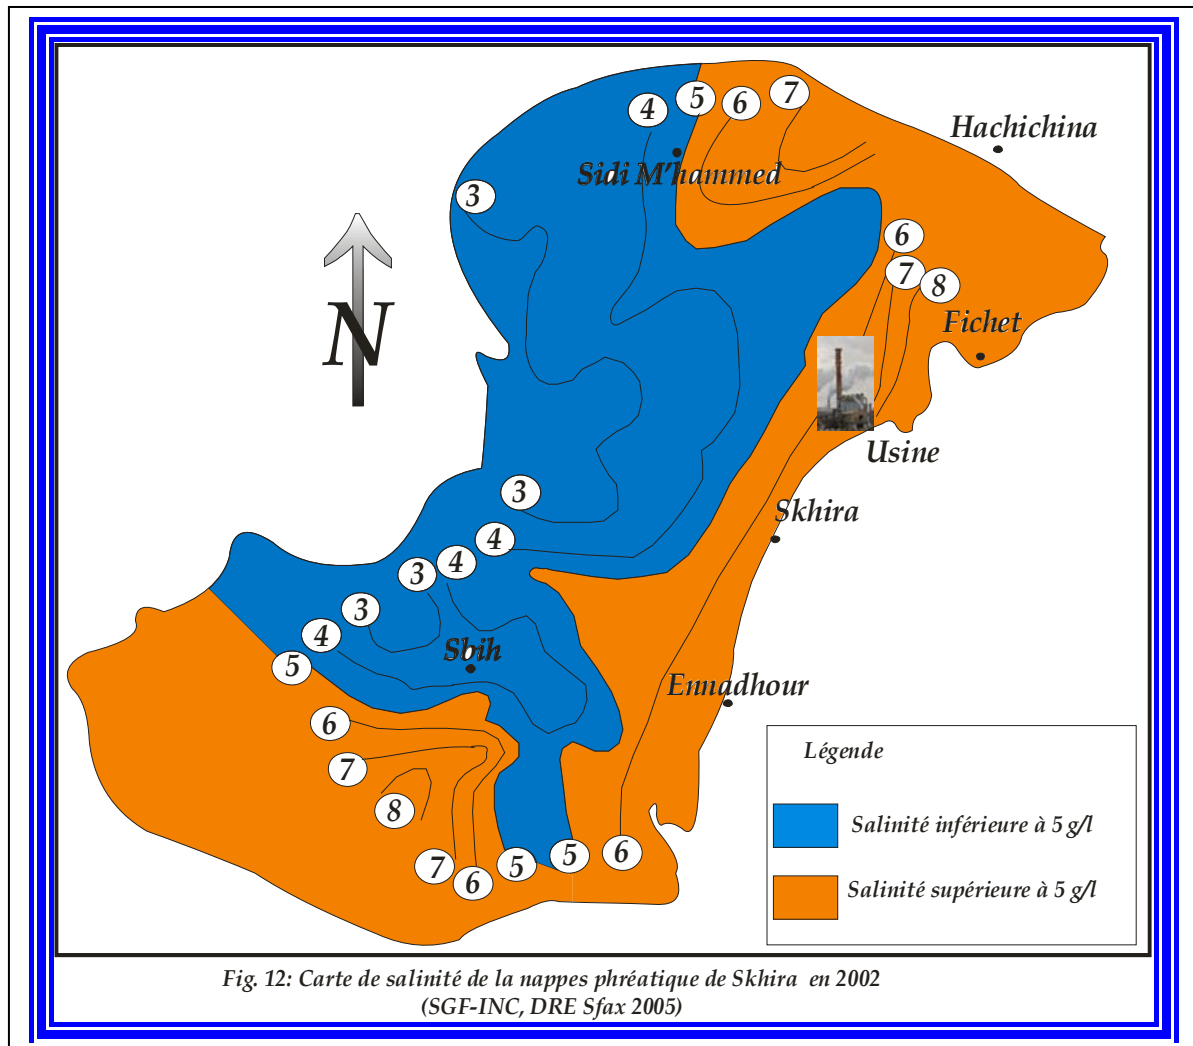 4
5
6
7
Hachichina
Sidi M'hammed
3
6
7
8
Fichet
N
Usine
3
Skhira
4
4
3
3
4
Sbih
5
Ennadhour
6
7
8
7
6
5
5
6
Légende
Salinité inférieure à 5 g/l
Salinité supérieure à 5 g/l
Fig. 12: Carte de salinité de la nappes phréatique de Skhira en 2002
(SGF-INC, DRE Sfax 2005)